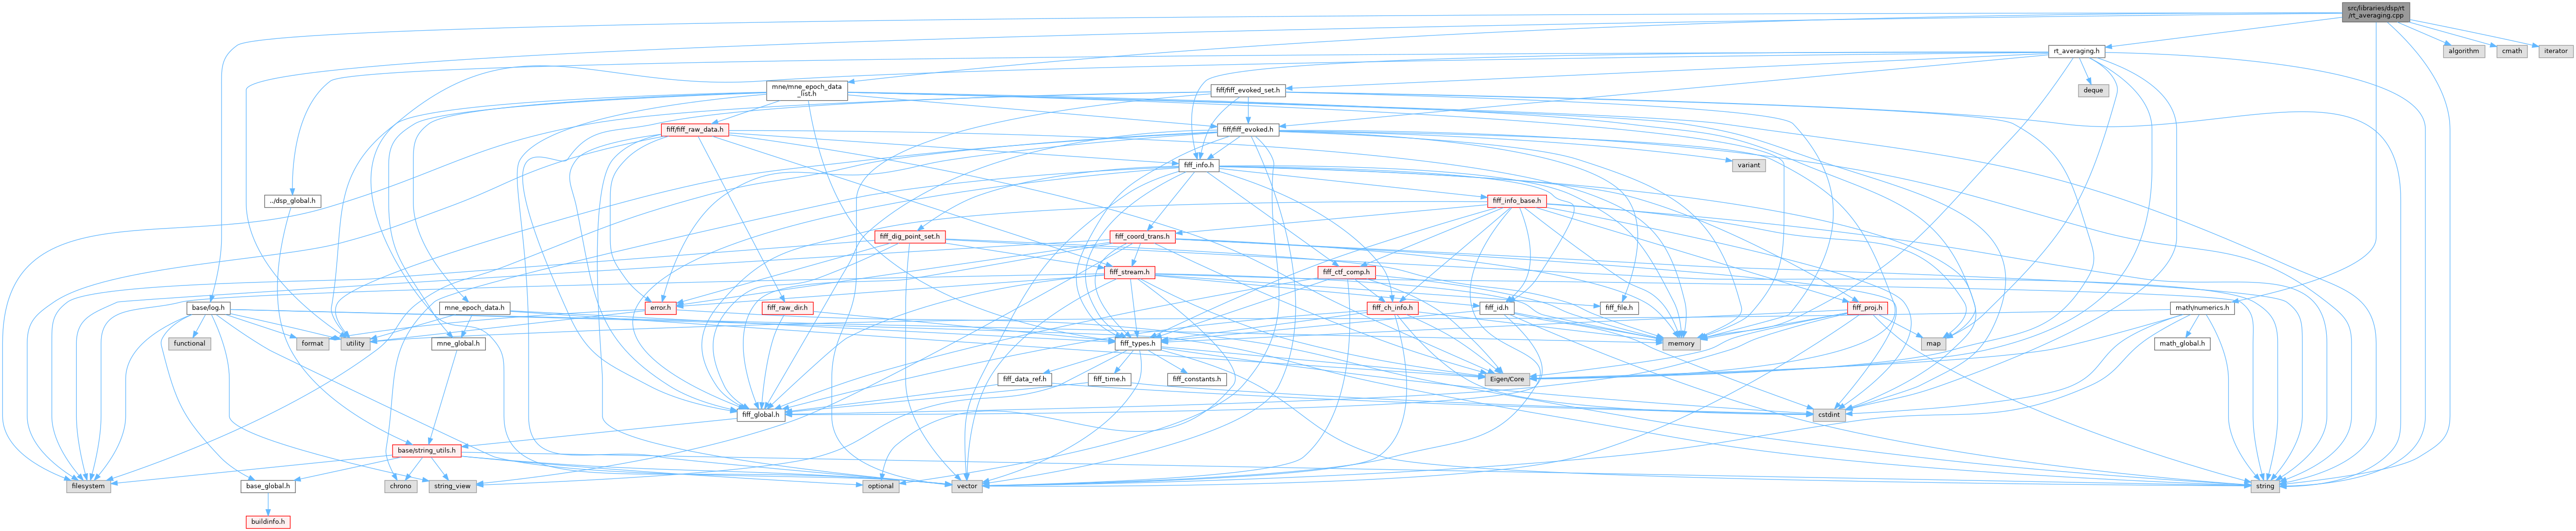 src/libraries/dsp/rt
/rt_averaging.cpp
rt_averaging.h
algorithm
cmath
iterator
mne/mne_epoch_data
_list.h
fiff/fiff_evoked_set.h
deque
fiff/fiff_raw_data.h
fiff/fiff_evoked.h
fiff_info.h
variant
../dsp_global.h
fiff_info_base.h
fiff_dig_point_set.h
fiff_coord_trans.h
fiff_stream.h
fiff_ctf_comp.h
base/log.h
mne_epoch_data.h
error.h
fiff_raw_dir.h
fiff_file.h
fiff_ch_info.h
fiff_id.h
fiff_proj.h
math/numerics.h
functional
format
utility
mne_global.h
fiff_types.h
memory
map
math_global.h
fiff_data_ref.h
fiff_time.h
fiff_constants.h
Eigen/Core
fiff_global.h
cstdint
base/string_utils.h
filesystem
base_global.h
chrono
string_view
optional
vector
string
buildinfo.h